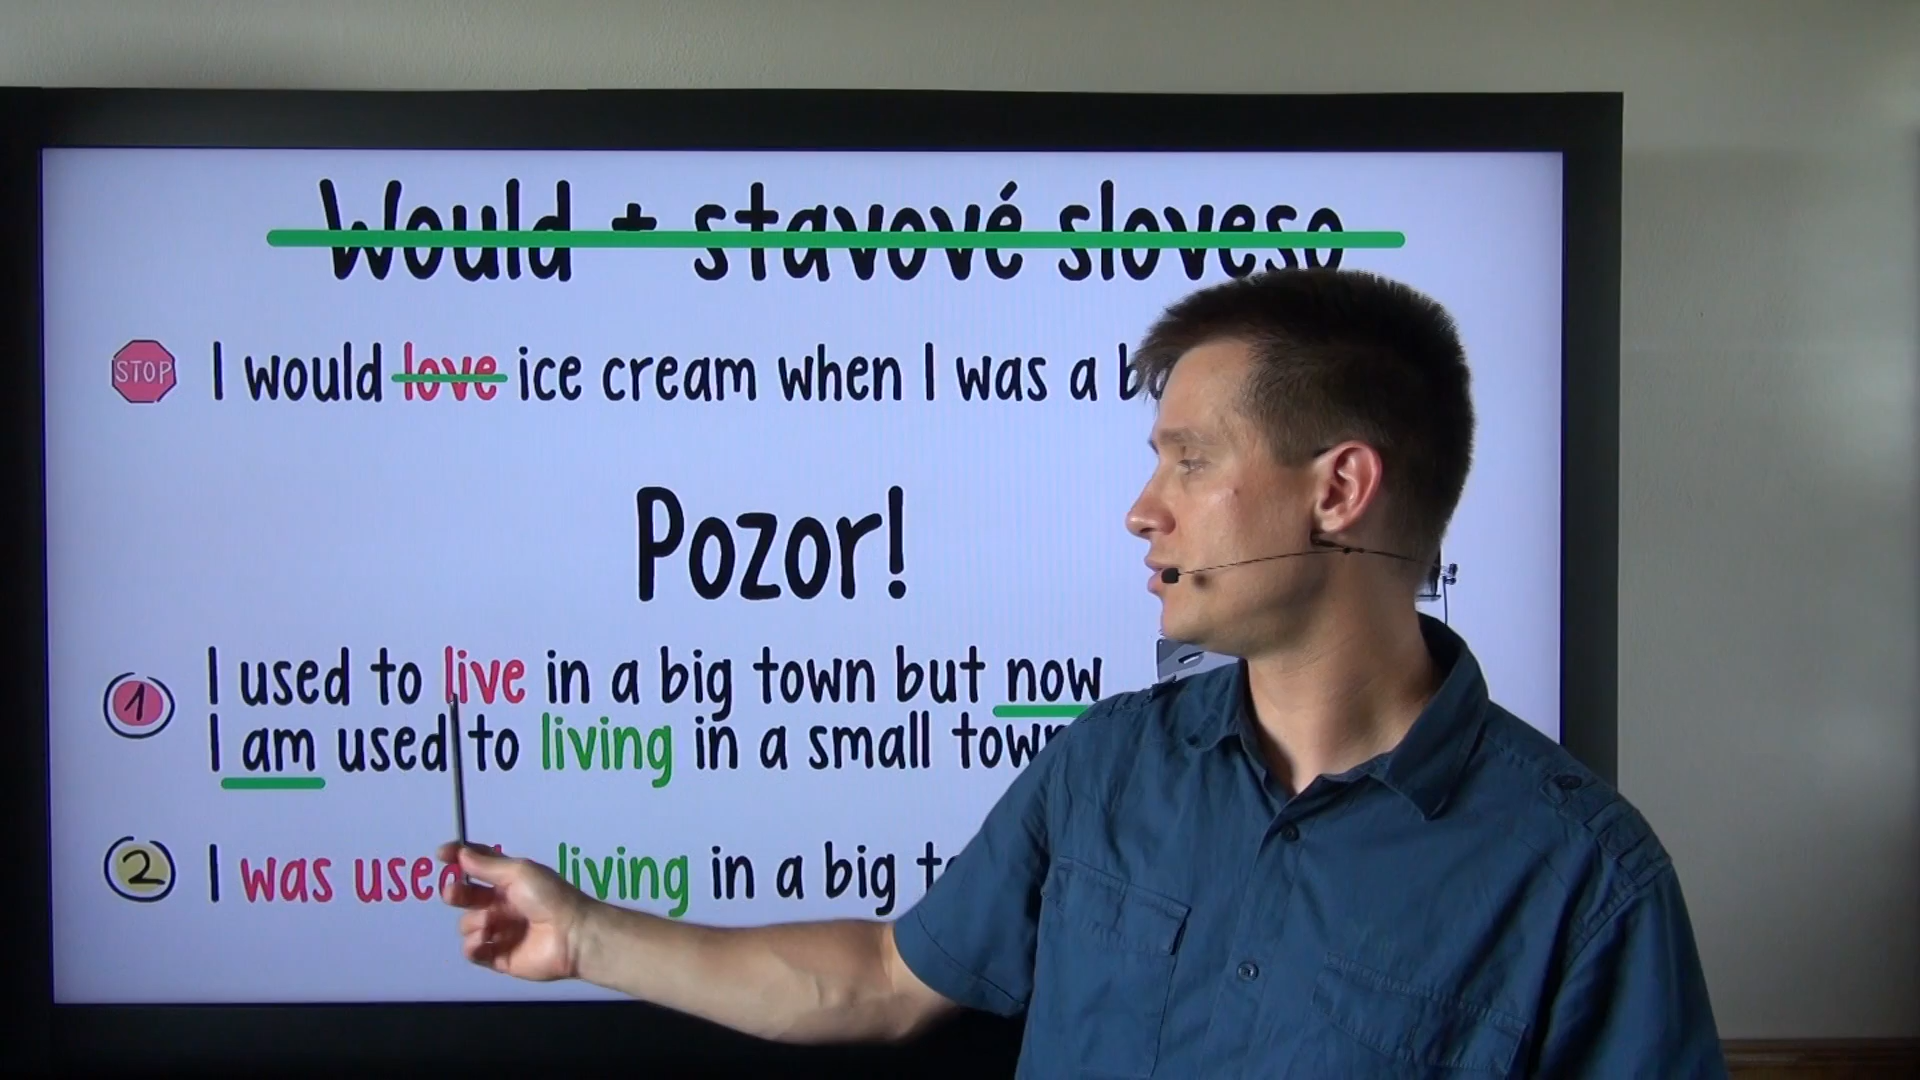 Would + stavové sloveso
STOP I would love ice cream when I was a
Pozor!
1 I used to live in a big town but now
I am used to living in a small town
2 I was used living in a big